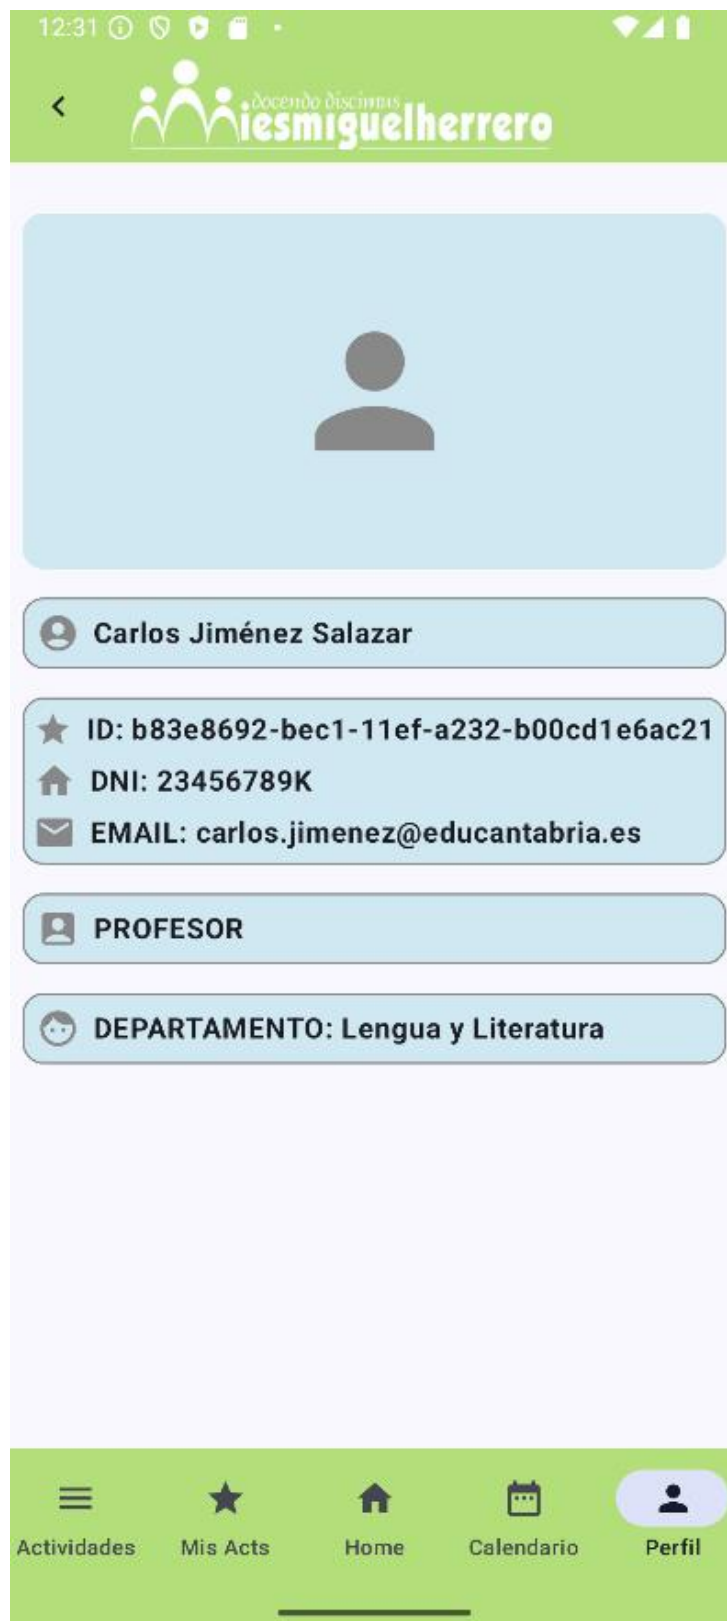 12:31
docendo discimus
iesmiguelherrero
Carlos Jiménez Salazar
ID: b83e8692-bec1-11ef-a232-b00cd1e6ac21
DNI: 23456789K
EMAIL: carlos.jimenez@educantabria.es
PROFESOR
DEPARTAMENTO: Lengua y Literatura
Actividades Mis Acts Home Calendario Perfil